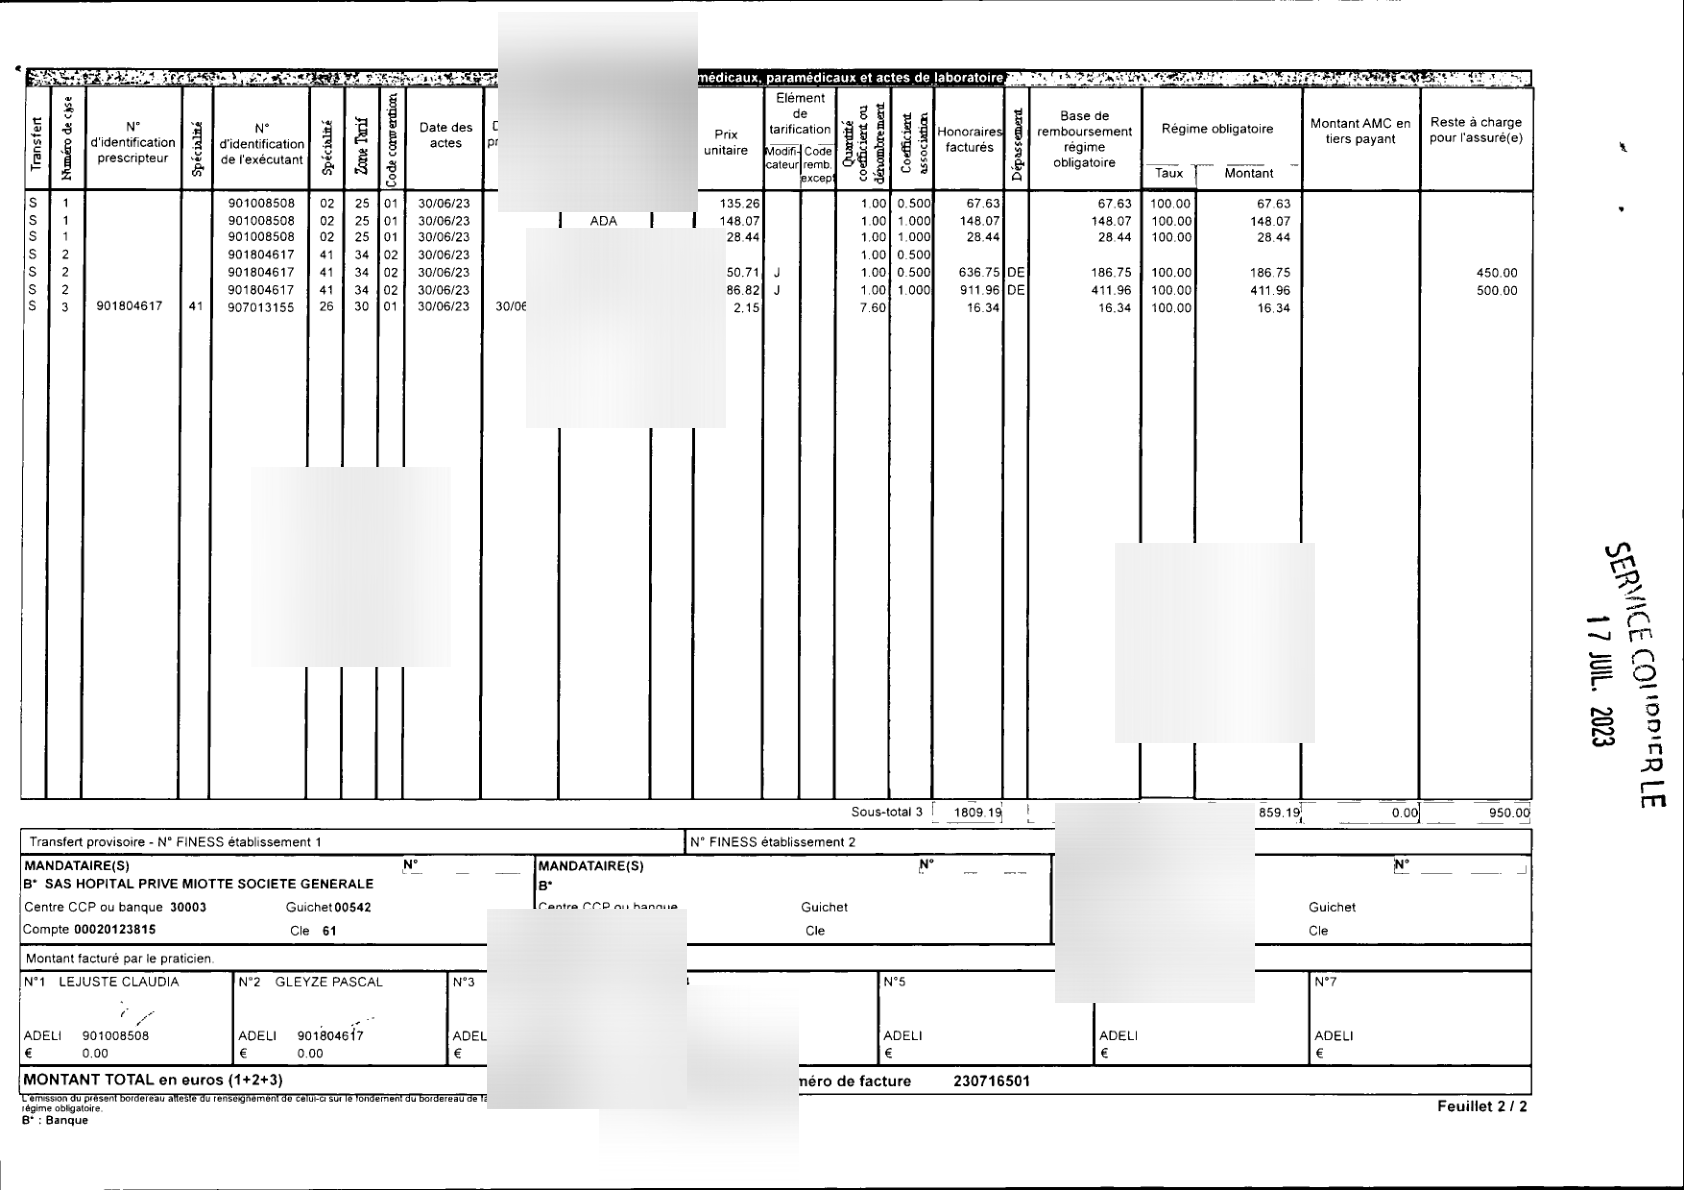 médicaux, paramédicaux et actes de laboratoire
Transfert
Numéro de case
N° d'identification prescripteur
Spécialité
N° d'identification de l'exécutant
Spécialité
Zone Tarif
Code convention
Date des actes
Prix unitaire
Elément de tarification
Modifi-cateur
Code remb. except
Quantité coefficient ou dénombrement
Coefficient association
Honoraires facturés
Dépassement
Base de remboursement régime obligatoire
Régime obligatoire
Taux
Montant
Montant AMC en tiers payant
Reste à charge pour l'assuré(e)
S 1 901008508 02 25 01 30/06/23 135.26 1.00 0.500 67.63 67.63 100.00 67.63
S 1 901008508 02 25 01 30/06/23 ADA 148.07 1.00 1.000 148.07 148.07 100.00 148.07
S 1 901008508 02 25 01 30/06/23 28.44 1.00 1.000 28.44 28.44 100.00 28.44
S 2 901804617 41 34 02 30/06/23 1.00 0.500
S 2 901804617 41 34 02 30/06/23 50.71 J 1.00 0.500 636.75 DE 186.75 100.00 186.75 450.00
S 2 901804617 41 34 02 30/06/23 86.82 J 1.00 1.000 911.96 DE 411.96 100.00 411.96 500.00
S 3 901804617 41 907013155 26 30 01 30/06/23 30/06 2.15 7.60 16.34 16.34 100.00 16.34
Sous-total 3 1809.19 859.19 0.00 950.00
Transfert provisoire - N° FINESS établissement 1 N° FINESS établissement 2
MANDATAIRE(S) N° MANDATAIRE(S) N° N°
B* SAS HOPITAL PRIVE MIOTTE SOCIETE GENERALE B*
Centre CCP ou banque 30003 Guichet 00542 Centre CCP ou banque Guichet Guichet
Compte 00020123815 Cle 61 Cle Cle
Montant facturé par le praticien.
N°1 LEJUSTE CLAUDIA N°2 GLEYZE PASCAL N°3 N°5 N°7
ADELI 901008508 ADELI 901804617 ADEL ADELI ADELI ADELI
€ 0.00 € 0.00 € € € €
MONTANT TOTAL en euros (1+2+3) méro de facture 230716501
L'émission du présent bordereau atteste du renseignement de celui-ci sur le fondement du bordereau de fa
régime obligatoire.
B* : Banque
Feuillet 2 / 2
SERVICE COURRIER LE
17 JUIL. 2023